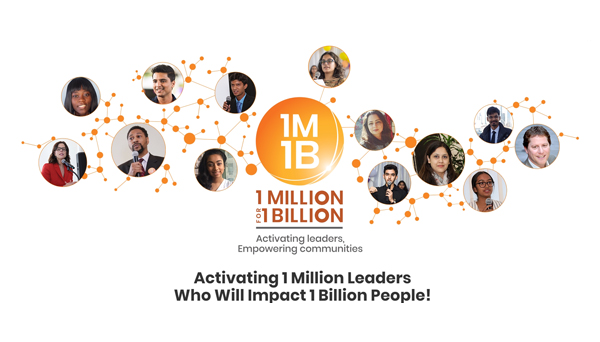 1M
1B
1 MILLION
FOR 1 BILLION
Activating leaders,
Empowering communities
Activating 1 Million Leaders
Who Will Impact 1 Billion People!